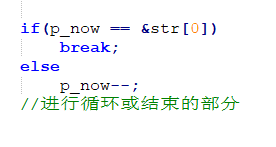 if(p_now == &str[0])
    break;
else
    p_now--;
//进行循环或结束的部分